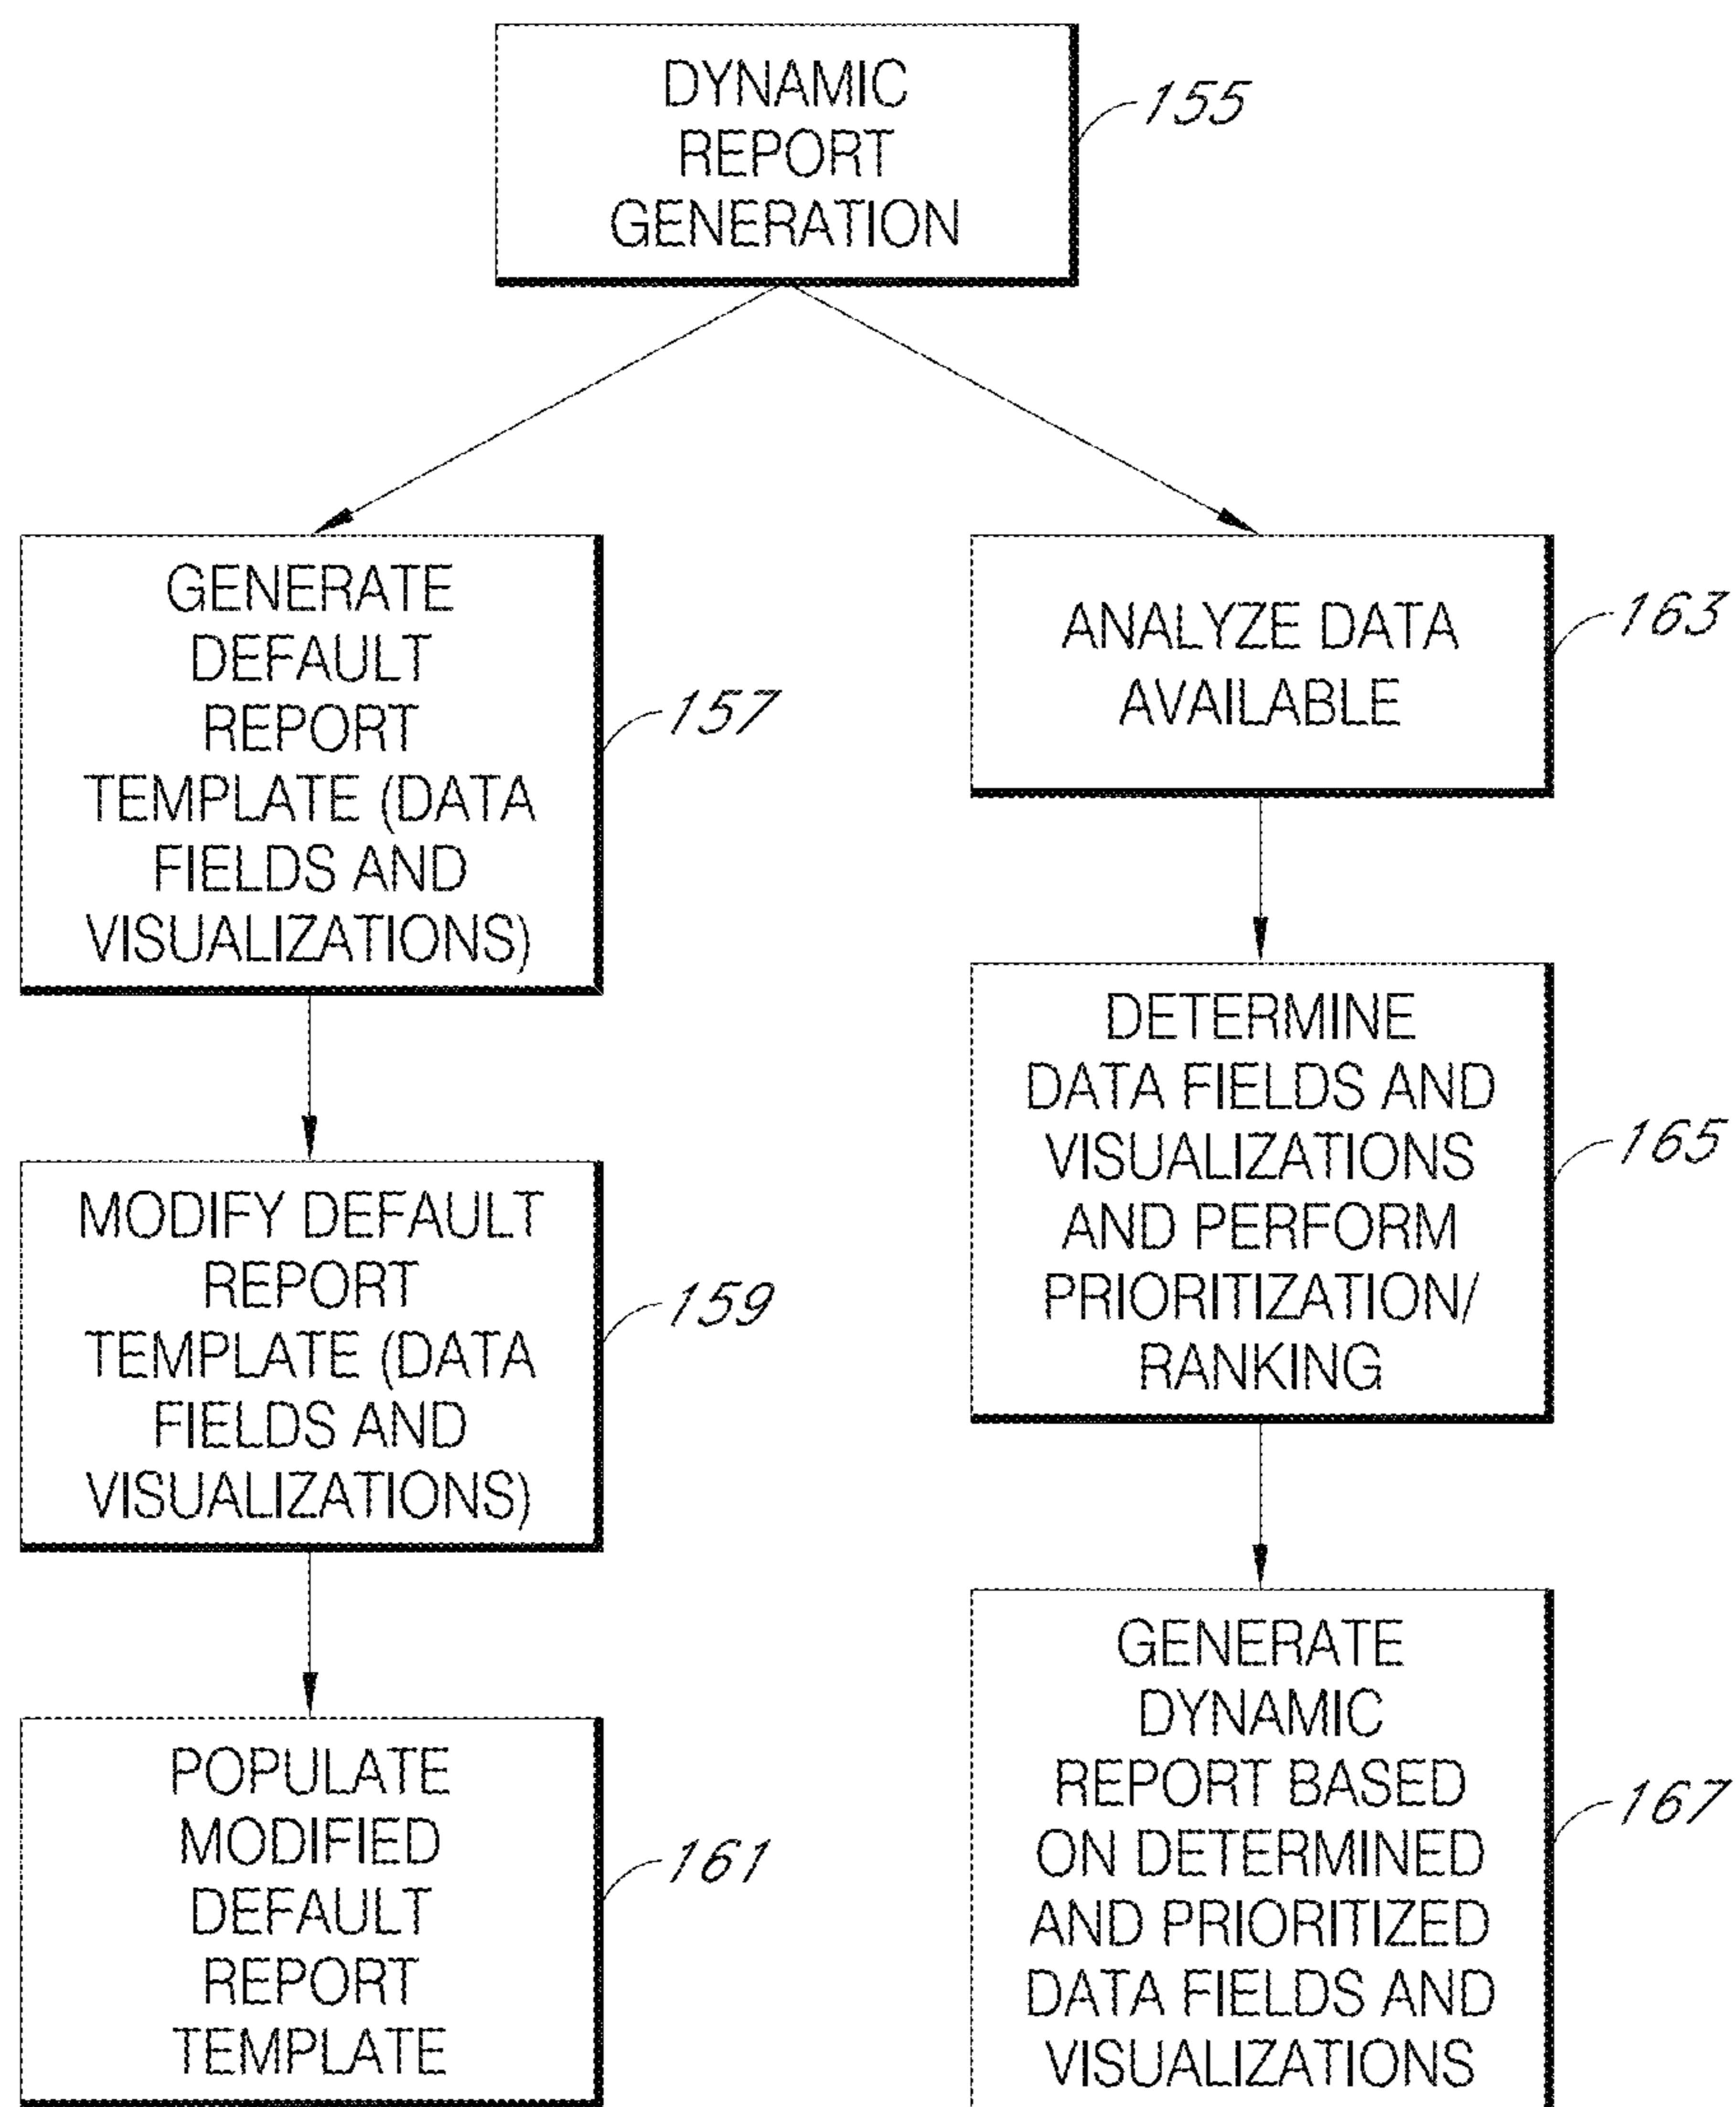 DYNAMIC
REPORT
GENERATION
155
GENERATE
DEFAULT
REPORT
TEMPLATE (DATA
FIELDS AND
VISUALIZATIONS)
157
MODIFY DEFAULT
REPORT
TEMPLATE (DATA
FIELDS AND
VISUALIZATIONS)
159
POPULATE
MODIFIED
DEFAULT
REPORT
TEMPLATE
161
ANALYZE DATA
AVAILABLE
163
DETERMINE
DATA FIELDS AND
VISUALIZATIONS
AND PERFORM
PRIORITIZATION/
RANKING
165
GENERATE
DYNAMIC
REPORT BASED
ON DETERMINED
AND PRIORITIZED
DATA FIELDS AND
VISUALIZATIONS
167